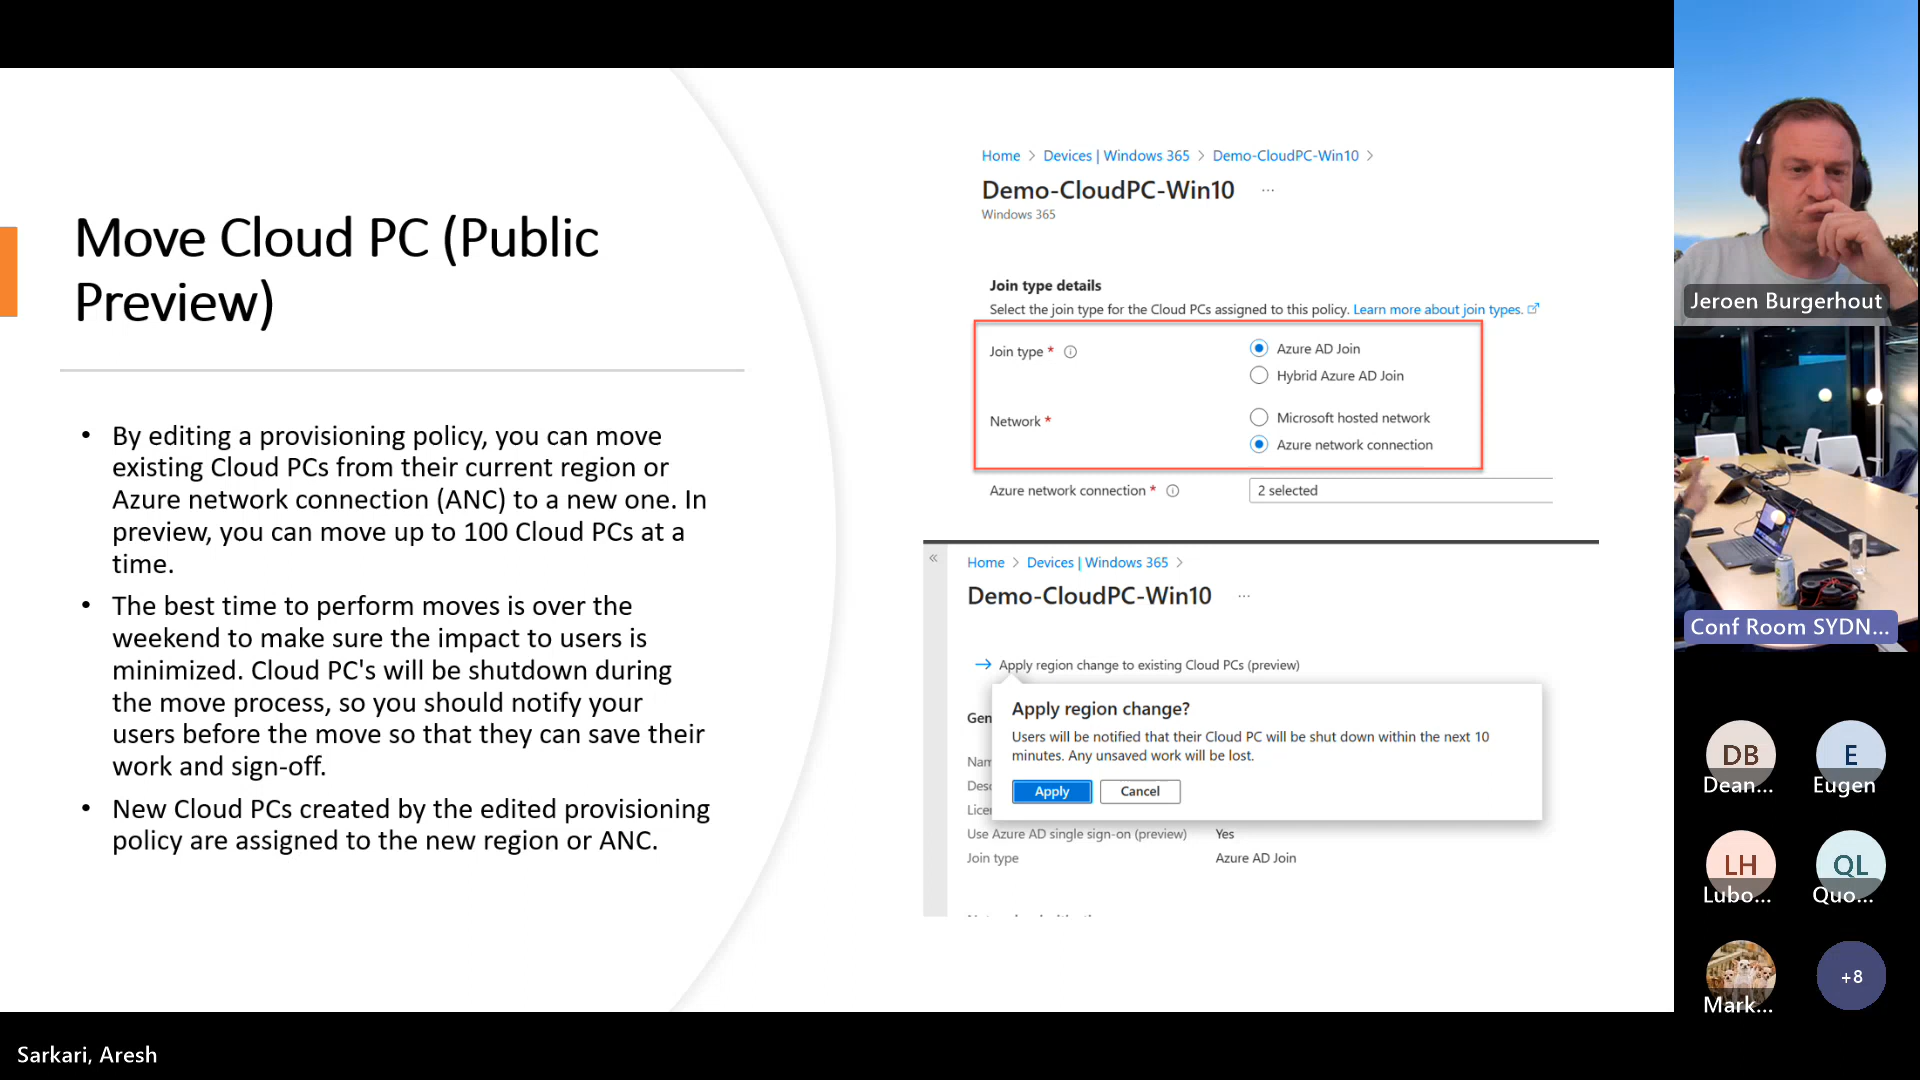 Move Cloud PC (Public
Preview)
• By editing a provisioning policy, you can move
existing Cloud PCs from their current region or
Azure network connection (ANC) to a new one. In
preview, you can move up to 100 Cloud PCs at a
time.
• The best time to perform moves is over the
weekend to make sure the impact to users is
minimized. Cloud PC's will be shutdown during
the move process, so you should notify your
users before the move so that they can save their
work and sign-off.
• New Cloud PCs created by the edited provisioning
policy are assigned to the new region or ANC.
Home > Devices | Windows 365 > Demo-CloudPC-Win10 >
Demo-CloudPC-Win10 ...
Windows 365
Join type details
Select the join type for the Cloud PCs assigned to this policy. Learn more about join types.
Join type *
Azure AD Join
Hybrid Azure AD Join
Network *
Microsoft hosted network
Azure network connection
Azure network connection * 2 selected
« Home > Devices | Windows 365 >
Demo-CloudPC-Win10 ...
→ Apply region change to existing Cloud PCs (preview)
Apply region change?
Users will be notified that their Cloud PC will be shut down within the next 10
minutes. Any unsaved work will be lost.
Apply Cancel
Gen
Nam
Desc
Licen
Use Azure AD single sign-on (preview) Yes
Join type Azure AD Join
Jeroen Burgerhout
Conf Room SYDN...
DB E
Dean... Eugen
LH QL
Lubo... Quo...
+8
Mark...
Sarkari, Aresh